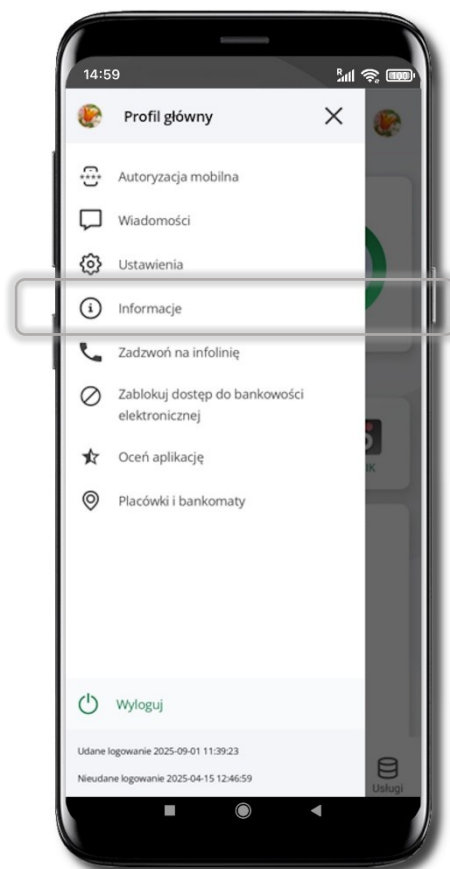 14:59
Profil główny
Autoryzacja mobilna
Wiadomości
Ustawienia
Informacje
Zadzwoń na infolinię
Zablokuj dostęp do bankowości
elektronicznej
Oceń aplikację
Placówki i bankomaty
Wyloguj
Udane logowanie 2025-09-01 11:39:23
Nieudane logowanie 2025-04-15 12:46:59
Usługi